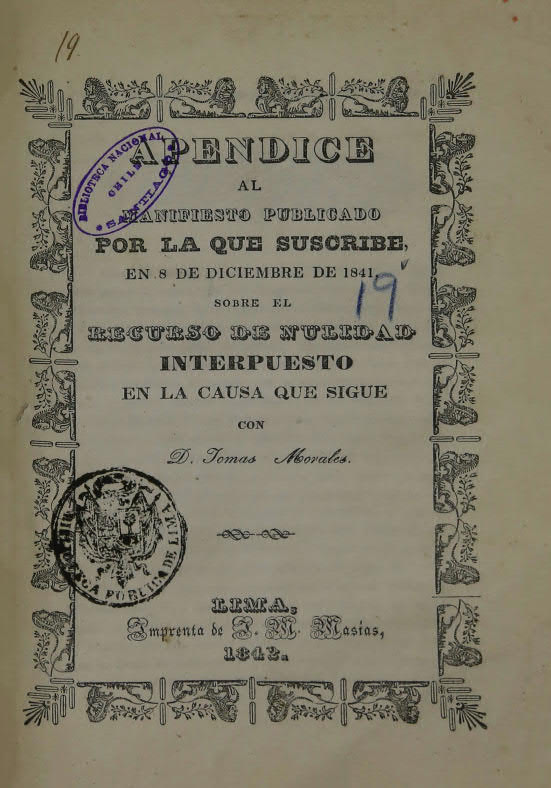 19.
APENDICE
AL
MANIFIESTO PUBLICADO
POR LA QUE SUSCRIBE,
EN 8 DE DICIEMBRE DE 1841,
SOBRE EL
RECURSO DE NULIDAD
INTERPUESTO
EN LA CAUSA QUE SIGUE
CON
D. Tomas Morales.
LIMA,
Imprenta de J. M. Masias,
1842.
BIBLIOTECA NACIONAL
CHILE
* SANTIAGO *
19
BIBLIOTECA PÚBLICA DE LIMA